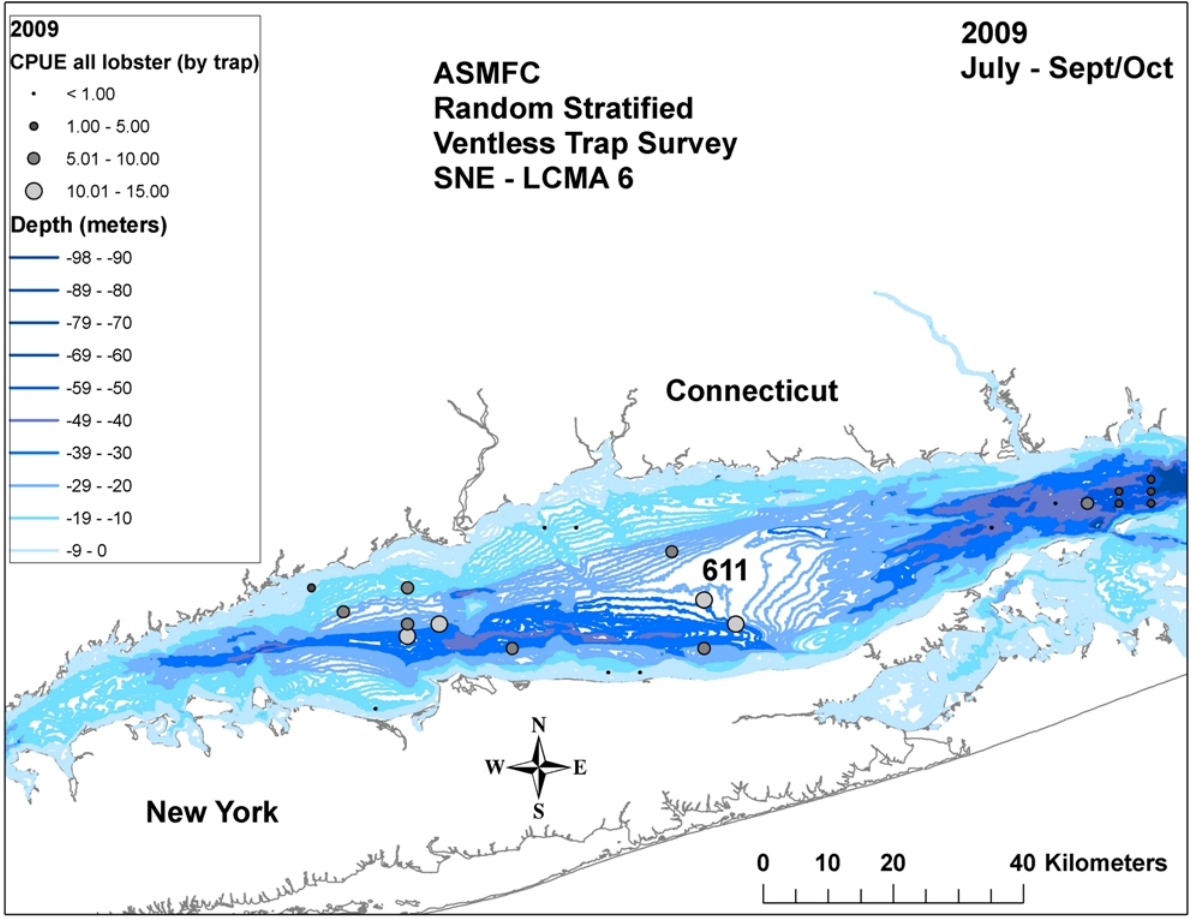 2009
CPUE all lobster (by trap)
< 1.00
1.00 - 5.00
5.01 - 10.00
10.01 - 15.00
Depth (meters)
-98 - -90
-89 - -80
-79 - -70
-69 - -60
-59 - -50
-49 - -40
-39 - -30
-29 - -20
-19 - -10
-9 - 0
ASMFC
Random Stratified
Ventless Trap Survey
SNE - LCMA 6
2009
July - Sept/Oct
Connecticut
611
N
W E
S
New York
0 10 20 40 Kilometers